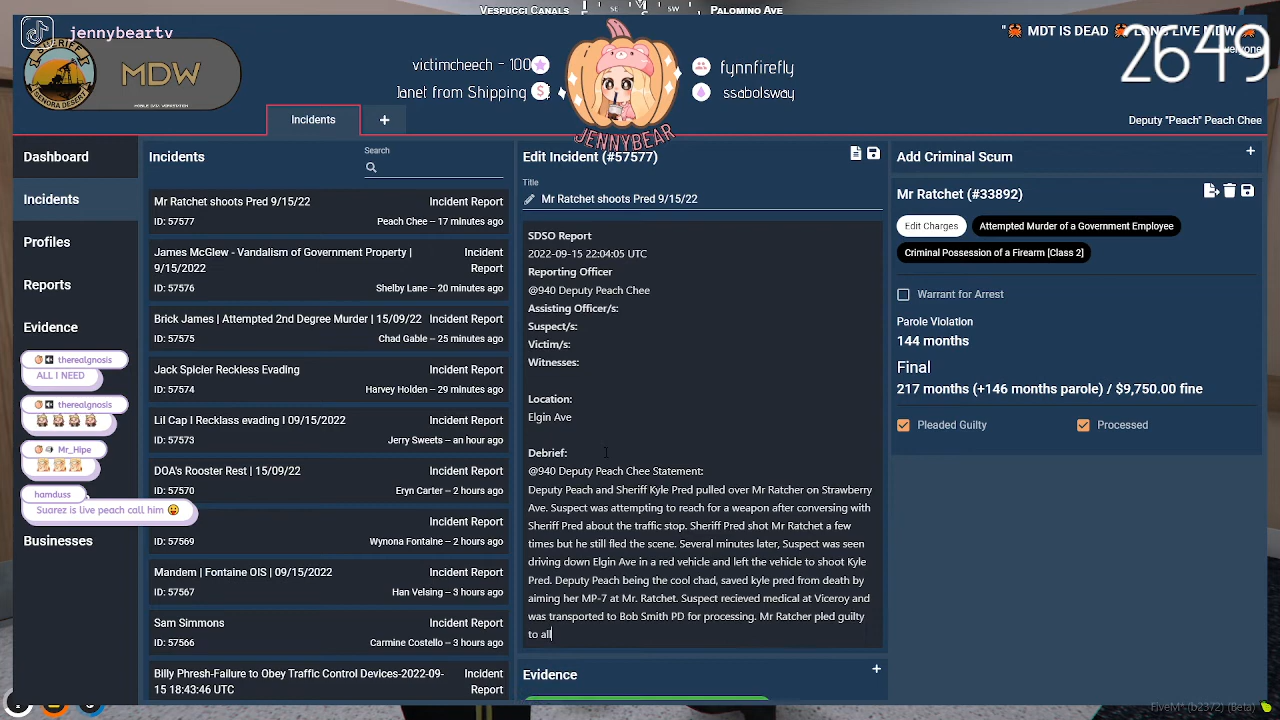 Vespucci Canals
SW
Palomino Ave
jennybeartv
" 🦀 MDT IS DEAD 🦀 LONG LIVE MDW 🦀
2649
SHERIFF
SENORA DESERT
MDW
victimcheech - 100
fynnfirefly
Janet from Shipping
ssabolsway
JENNYBEAR
Incidents
+
Deputy "Peach" Peach Chee
Dashboard
Incidents
Profiles
Reports
Evidence
Businesses
therealgnosis
ALL I NEED
therealgnosis
Mr_Hipe
hamduss
Suarez is live peach call him 😛
Incidents
Search
Mr Ratchet shoots Pred 9/15/22
Incident Report
ID: 57577
Peach Chee – 17 minutes ago
James McGlew - Vandalism of Government Property |
9/15/2022
Incident
Report
ID: 57576
Shelby Lane – 20 minutes ago
Brick James | Attempted 2nd Degree Murder | 15/09/22
Incident Report
ID: 57575
Chad Gable – 25 minutes ago
Jack Spider Reckless Evading
Incident Report
ID: 57574
Harvey Holden – 29 minutes ago
Lil Cap I Reckless evading I 09/15/2022
Incident Report
ID: 57573
Jerry Sweets – an hour ago
DOA's Rooster Rest | 15/09/22
Incident Report
ID: 57570
Eryn Carter – 2 hours ago
Incident Report
ID: 57569
Wynona Fontaine – 2 hours ago
Mandem | Fontaine OIS | 09/15/2022
Incident Report
ID: 57567
Han Velsing – 3 hours ago
Sam Simmons
Incident Report
ID: 57566
Carmine Costello – 3 hours ago
Billy Phresh-Failure to Obey Traffic Control Devices-2022-09-
15 18:43:46 UTC
Incident
Report
Edit Incident (#57577)
Title
Mr Ratchet shoots Pred 9/15/22
SDSO Report
2022-09-15 22:04:05 UTC
Reporting Officer
@940 Deputy Peach Chee
Assisting Officer/s:
Suspect/s:
Victim/s:
Witnesses:
Location:
Elgin Ave
Debrief:
@940 Deputy Peach Chee Statement:
Deputy Peach and Sheriff Kyle Pred pulled over Mr Ratcher on Strawberry
Ave. Suspect was attempting to reach for a weapon after conversing with
Sheriff Pred about the traffic stop. Sheriff Pred shot Mr Ratchet a few
times but he still fled the scene. Several minutes later, Suspect was seen
driving down Elgin Ave in a red vehicle and left the vehicle to shoot Kyle
Pred. Deputy Peach being the cool chad, saved kyle pred from death by
aiming her MP-7 at Mr. Ratchet. Suspect recieved medical at Viceroy and
was transported to Bob Smith PD for processing. Mr Ratcher pled guilty
to all
Evidence
+
Add Criminal Scum
+
Mr Ratchet (#33892)
Edit Charges
Attempted Murder of a Government Employee
Criminal Possession of a Firearm [Class 2]
Warrant for Arrest
Parole Violation
144 months
Final
217 months (+146 months parole) / $9,750.00 fine
Pleaded Guilty
Processed
FiveM* (b2372) (Beta)